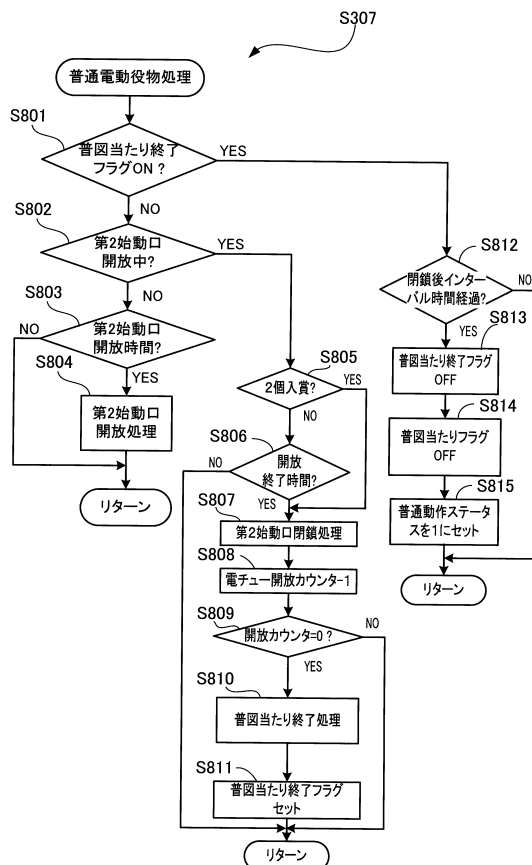 S307
普通電動役物処理
S801
普図当たり終了
フラグON?
YES
NO
S802
第2始動口
開放中?
YES
NO
S803
第2始動口
開放時間?
NO
YES
S804
第2始動口
開放処理
リターン
S805
2個入賞?
YES
NO
S806
開放
終了時間?
NO
YES
S807
第2始動口閉鎖処理
S808
電チュー開放カウンタ-1
S809
開放カウンタ=0?
NO
YES
S810
普図当たり終了処理
S811
普図当たり終了フラグ
セット
リターン
S812
閉鎖後インター
バル時間経過?
NO
YES
S813
普図当たり終了フラグ
OFF
S814
普図当たりフラグ
OFF
S815
普通動作ステータ
スを1にセット
リターン